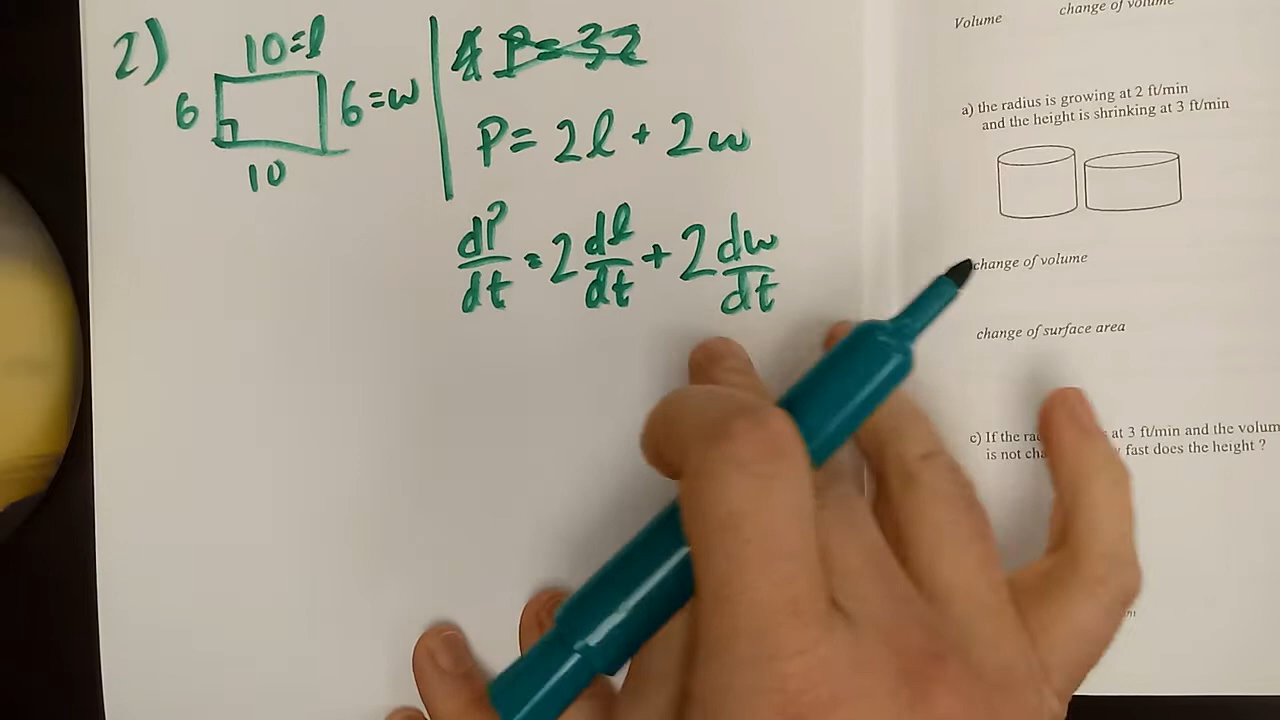 2)
10=l
6
6=w
10
P=32
P= 2l + 2w
dP/dt = 2 dl/dt + 2 dw/dt
Volume change of volume
a) the radius is growing at 2 ft/min
and the height is shrinking at 3 ft/min
change of volume
change of surface area
c) If the at 3 ft/min and the
is not fast does the height ?